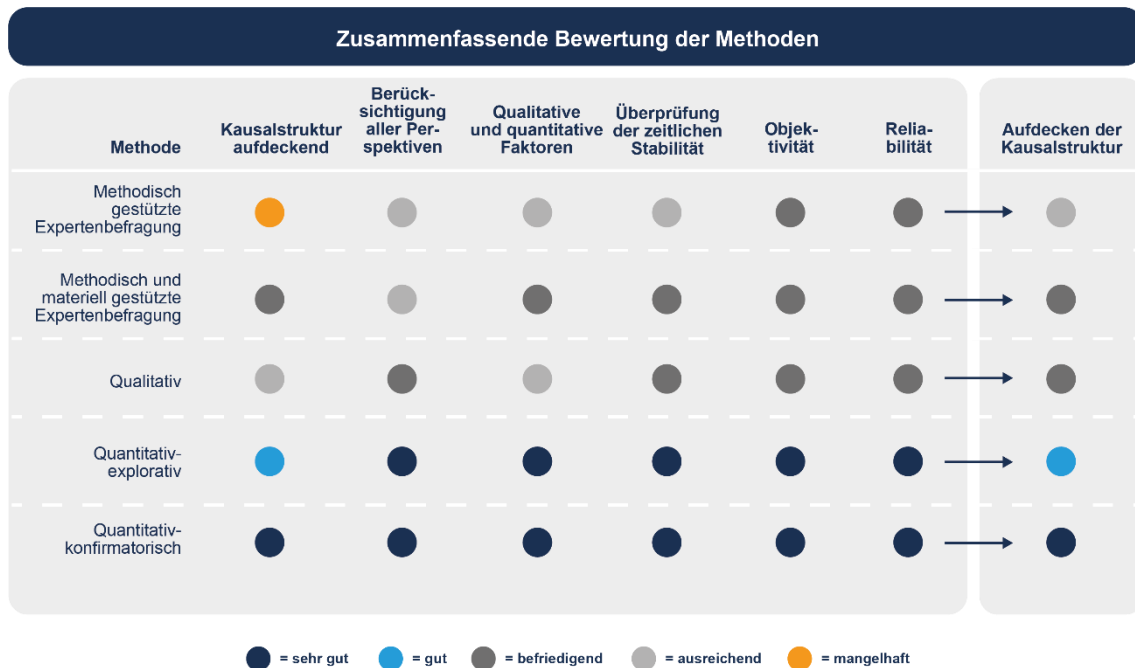 Zusammenfassende Bewertung der Methoden
Methode
Kausalstruktur
aufdeckend
Berück-
sichtigung
aller Per-
spektiven
Qualitative
und quantitative
Faktoren
Überprüfung
der zeitlichen
Stabilität
Objek-
tivität
Relia-
bilität
Aufdecken der
Kausalstruktur
Methodisch
gestützte
Expertenbefragung
Methodisch und
materiell gestützte
Expertenbefragung
Qualitativ
Quantitativ-
explorativ
Quantitativ-
konfirmatorisch
= sehr gut
= gut
= befriedigend
= ausreichend
= mangelhaft